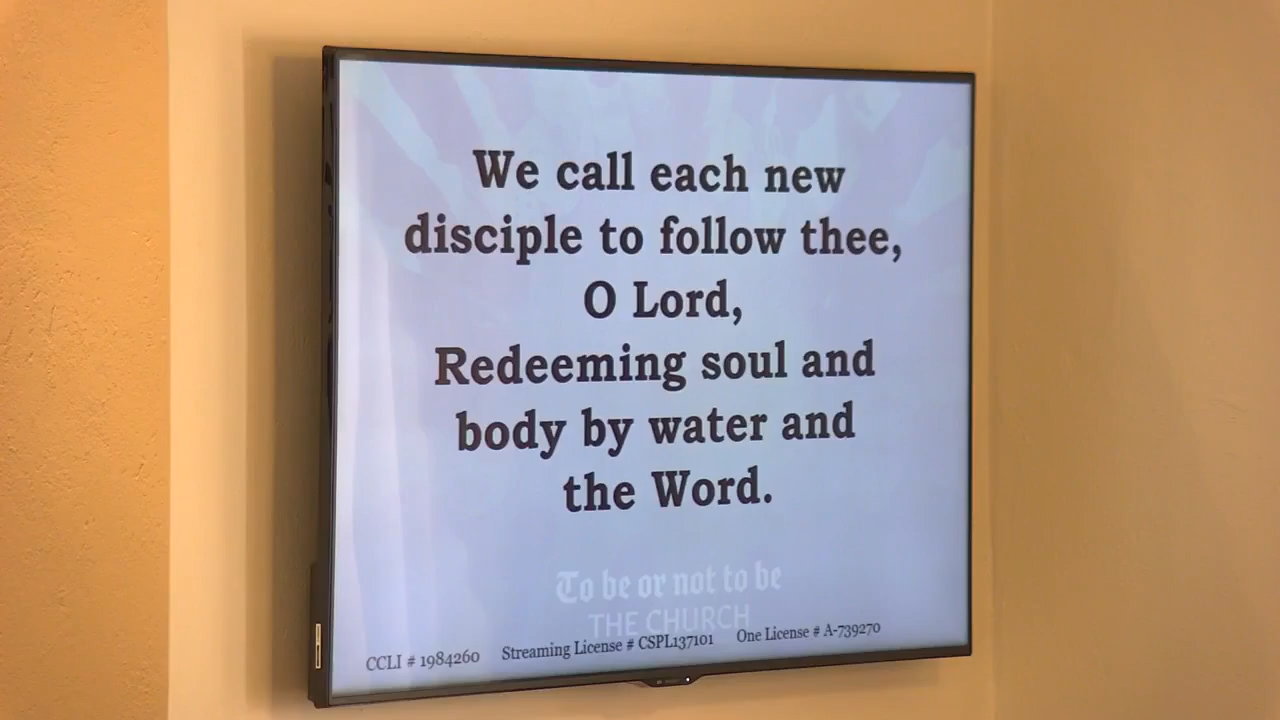 We call each new
disciple to follow thee,
O Lord,
Redeeming soul and
body by water and
the Word.
To be or not to be
THE CHURCH
CCLI # 1984260 Streaming License # CSPL137101 One License # A-739270